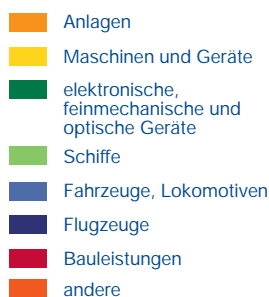 Anlagen
Maschinen und Geräte
elektronische,
feinmechanische und
optische Geräte
Schiffe
Fahrzeuge, Lokomotiven
Flugzeuge
Bauleistungen
andere